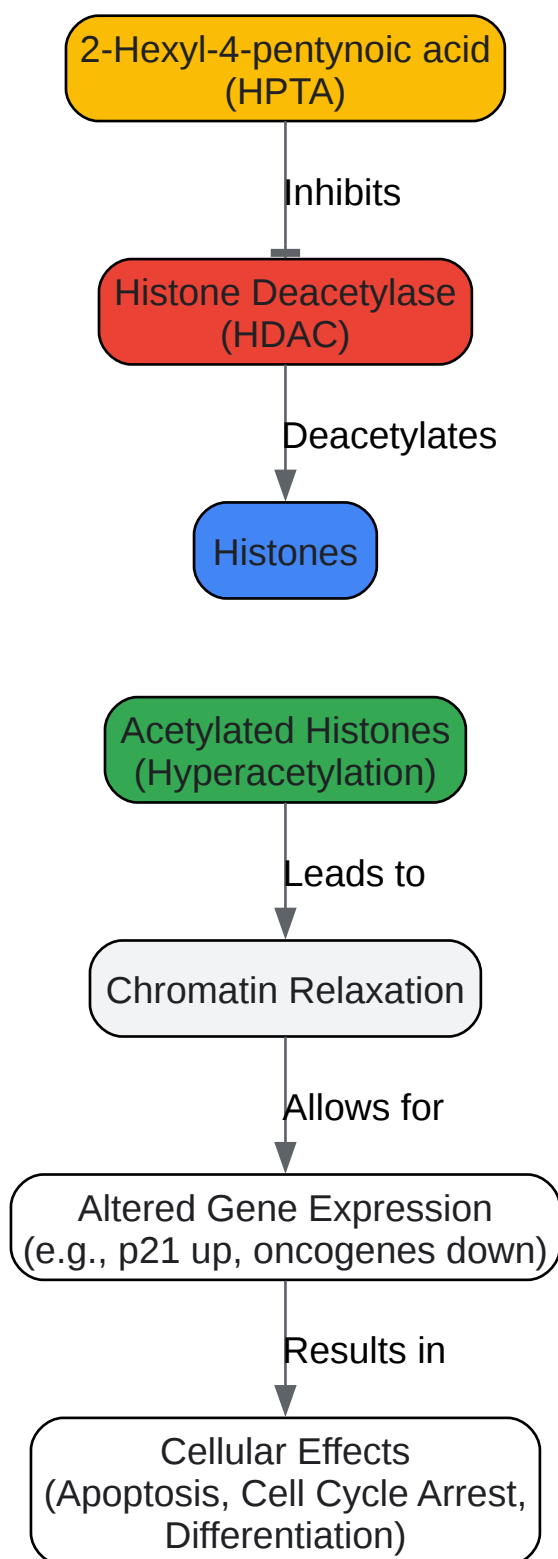 2-Hexyl-4-pentynoic acid
(HPTA)
Inhibits
Histone Deacetylase
(HDAC)
Deacetylates
Histones
Acetylated Histones
(Hyperacetylation)
Leads to
Chromatin Relaxation
Allows for
Altered Gene Expression
(e.g., p21 up, oncogenes down)
Results in
Cellular Effects
(Apoptosis, Cell Cycle Arrest,
Differentiation)